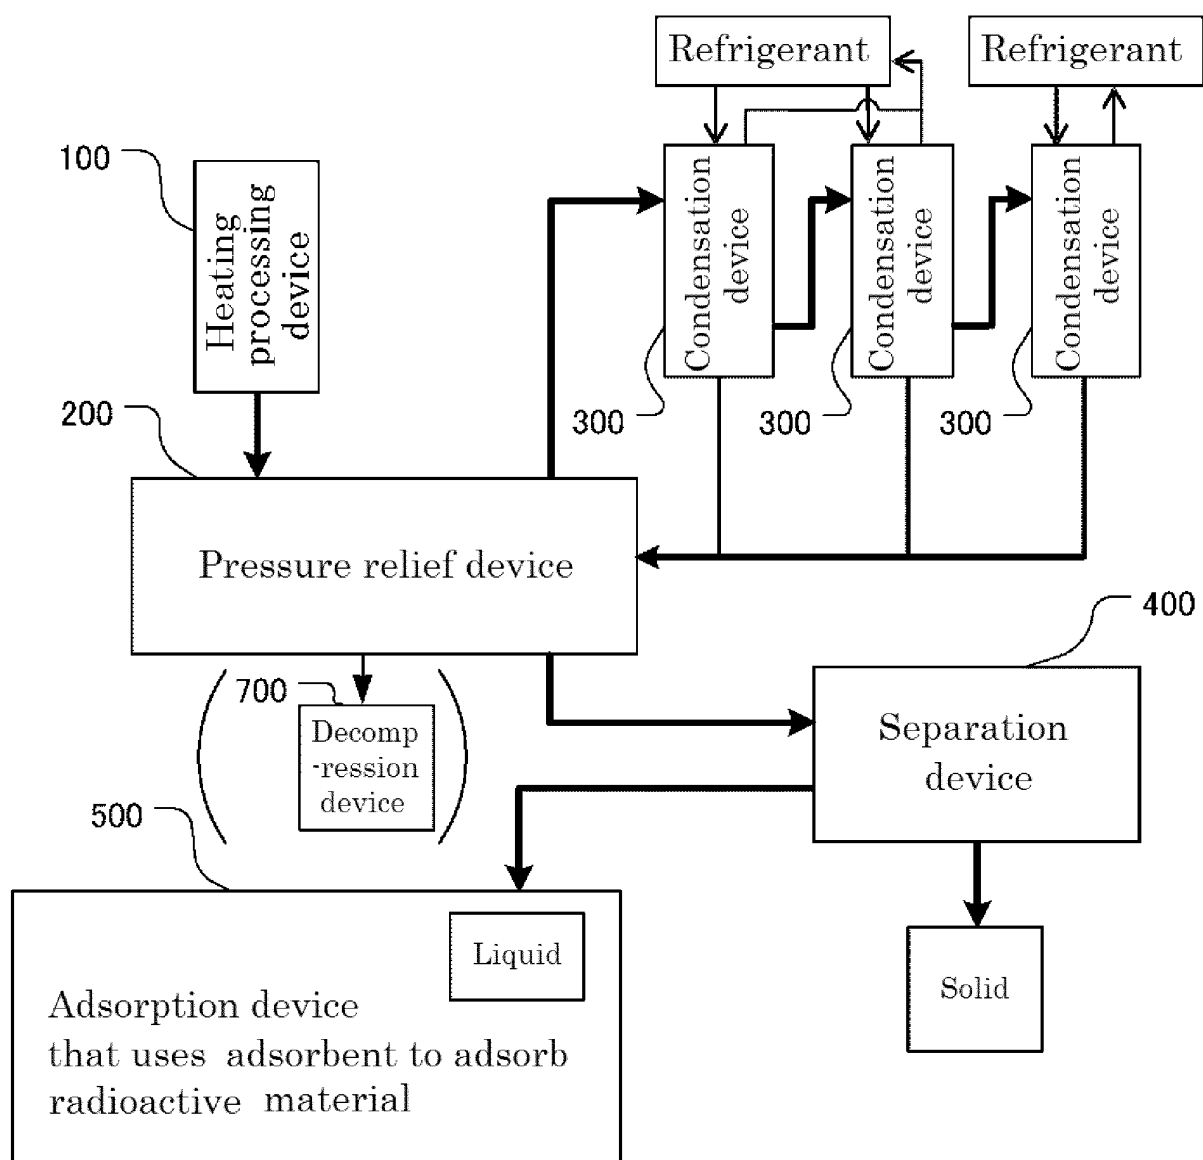 Refrigerant
Refrigerant
100
Heating
processing
device
Condensation
device
Condensation
device
Condensation
device
300
300
300
200
Pressure relief device
400
700
Decomp
-ression
device
Separation
device
500
Liquid
Solid
Adsorption device
that uses adsorbent to adsorb
radioactive material